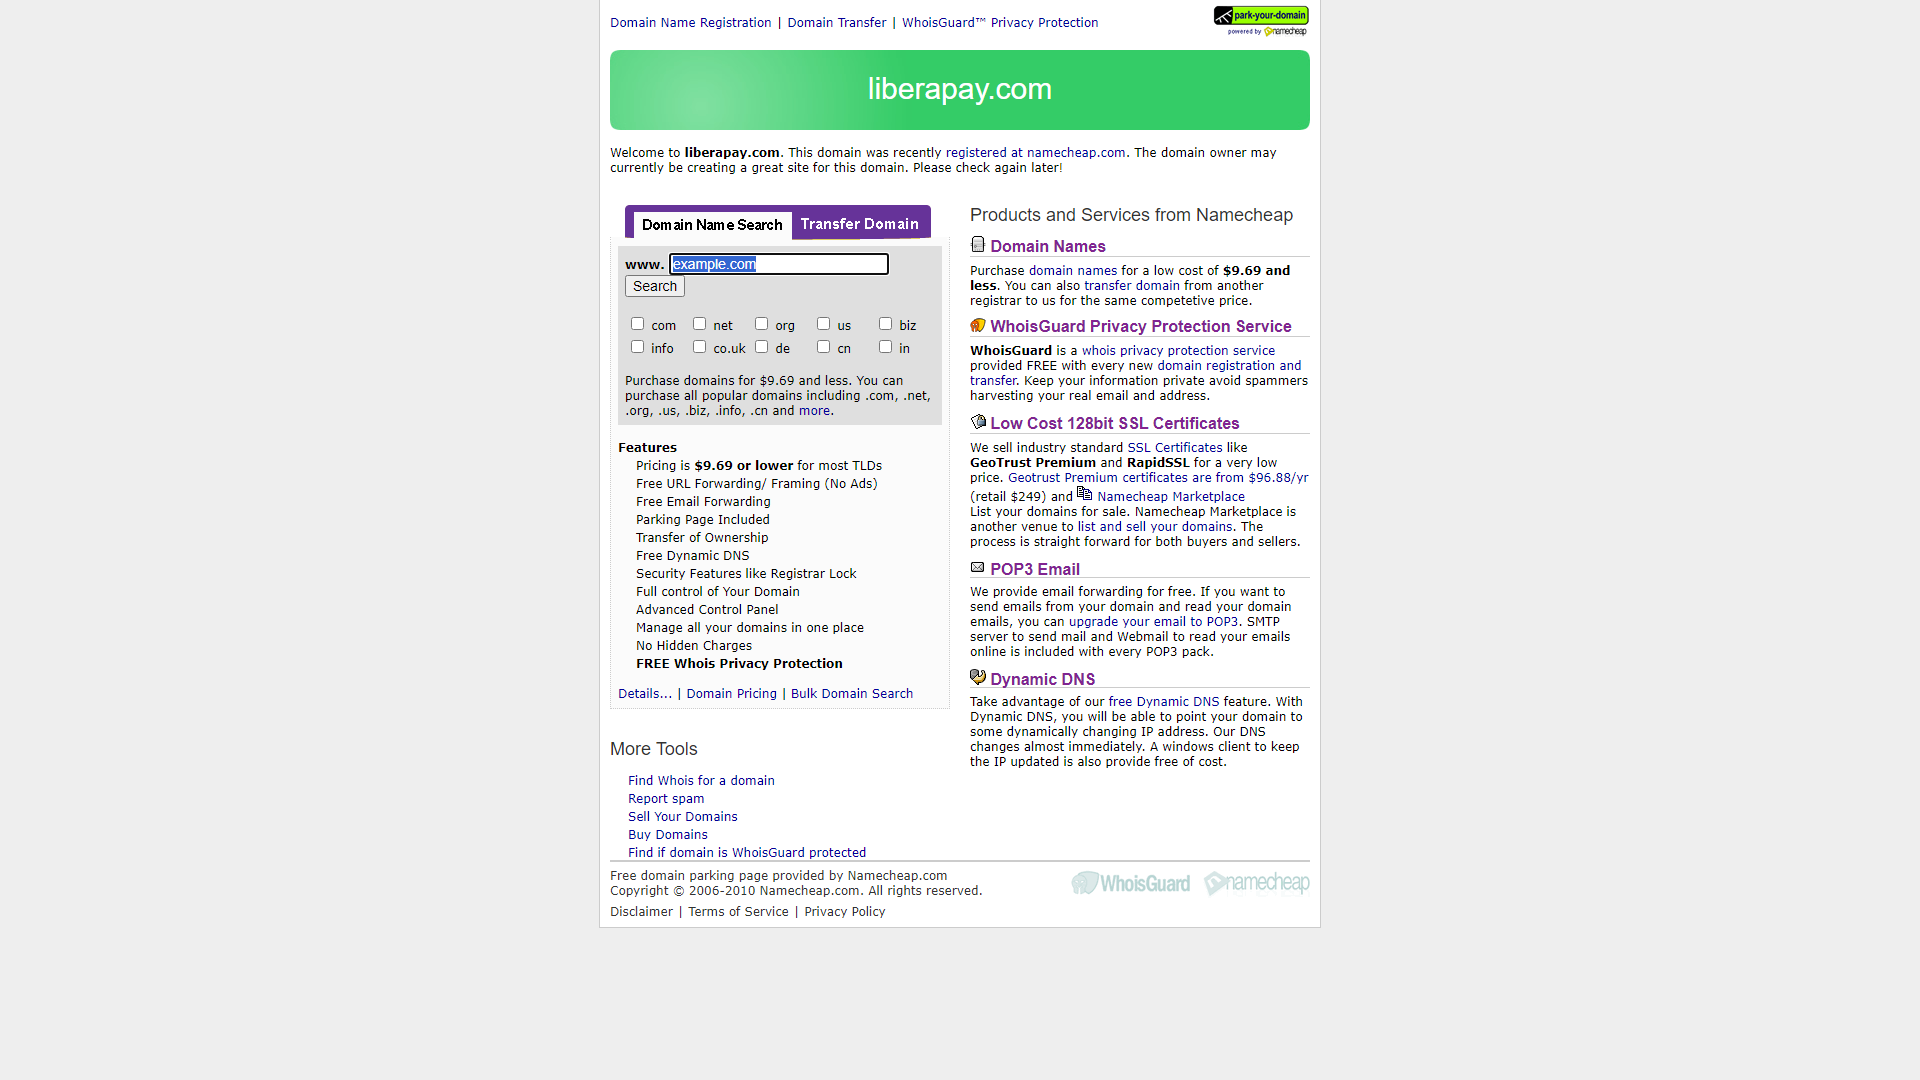 Domain Name Registration | Domain Transfer | WhoisGuard™ Privacy Protection
park-your-domain
powered by namecheap
liberapay.com
Welcome to liberapay.com. This domain was recently registered at namecheap.com. The domain owner may
currently be creating a great site for this domain. Please check again later!
Domain Name Search
Transfer Domain
www. example.com
Search
com net org us biz
info co.uk de cn in
Purchase domains for $9.69 and less. You can
purchase all popular domains including .com, .net,
.org, .us, .biz, .info, .cn and more.
Features
Pricing is $9.69 or lower for most TLDs
Free URL Forwarding/ Framing (No Ads)
Free Email Forwarding
Parking Page Included
Transfer of Ownership
Free Dynamic DNS
Security Features like Registrar Lock
Full control of Your Domain
Advanced Control Panel
Manage all your domains in one place
No Hidden Charges
FREE Whois Privacy Protection
Details... | Domain Pricing | Bulk Domain Search
More Tools
Find Whois for a domain
Report spam
Sell Your Domains
Buy Domains
Find if domain is WhoisGuard protected
Products and Services from Namecheap
Domain Names
Purchase domain names for a low cost of $9.69 and
less. You can also transfer domain from another
registrar to us for the same competetive price.
WhoisGuard Privacy Protection Service
WhoisGuard is a whois privacy protection service
provided FREE with every new domain registration and
transfer. Keep your information private avoid spammers
harvesting your real email and address.
Low Cost 128bit SSL Certificates
We sell industry standard SSL Certificates like
GeoTrust Premium and RapidSSL for a very low
price. Geotrust Premium certificates are from $96.88/yr
(retail $249) and Namecheap Marketplace
List your domains for sale. Namecheap Marketplace is
another venue to list and sell your domains. The
process is straight forward for both buyers and sellers.
POP3 Email
We provide email forwarding for free. If you want to
send emails from your domain and read your domain
emails, you can upgrade your email to POP3. SMTP
server to send mail and Webmail to read your emails
online is included with every POP3 pack.
Dynamic DNS
Take advantage of our free Dynamic DNS feature. With
Dynamic DNS, you will be able to point your domain to
some dynamically changing IP address. Our DNS
changes almost immediately. A windows client to keep
the IP updated is also provide free of cost.
Free domain parking page provided by Namecheap.com
Copyright © 2006-2010 Namecheap.com. All rights reserved.
Disclaimer | Terms of Service | Privacy Policy
WhoisGuard namecheap